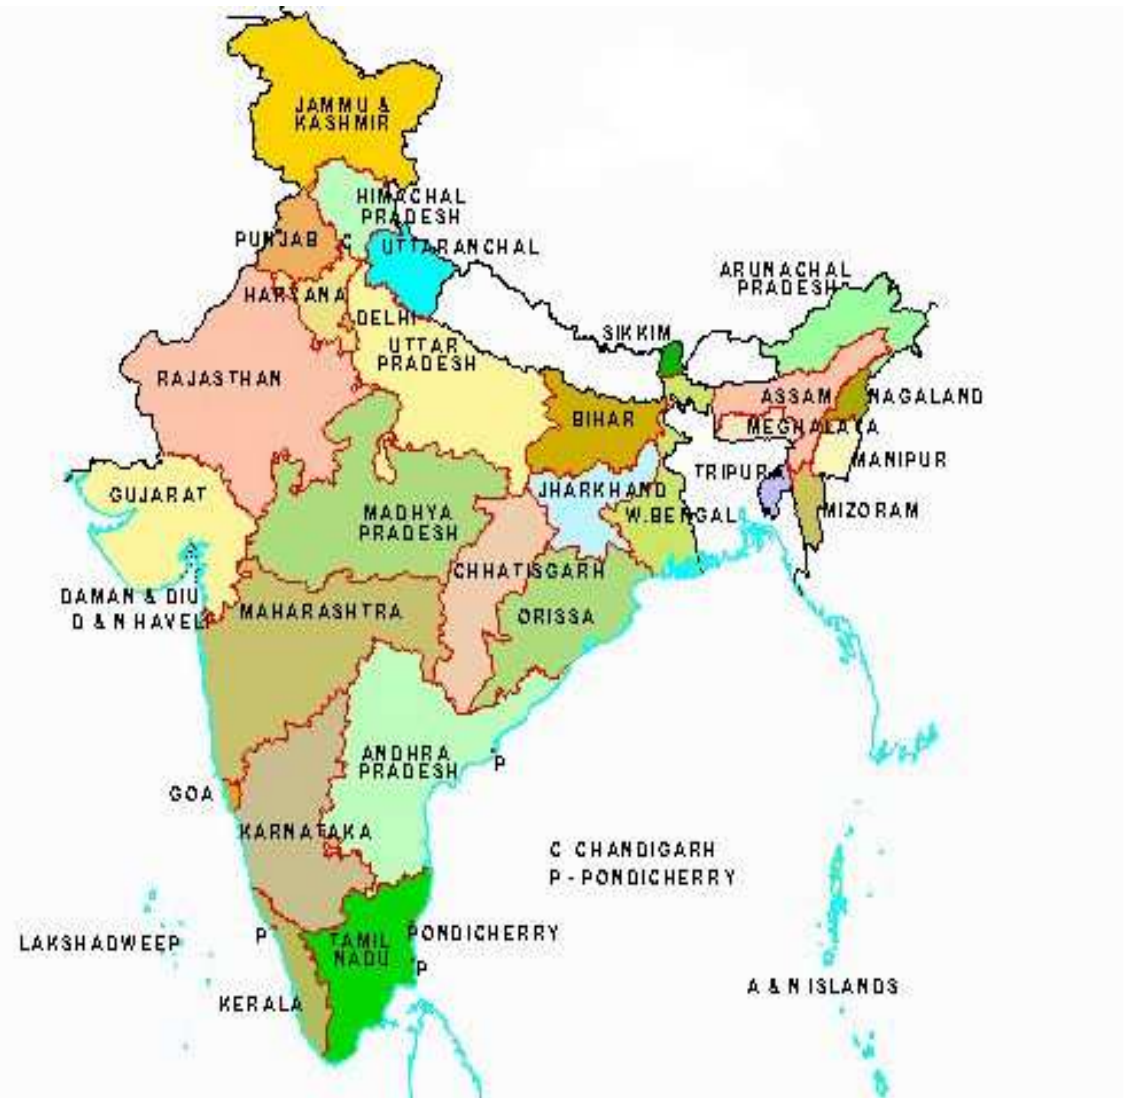 JAMMU &
KASHMIR
HIMACHAL
PRADESH
PUNJAB
C
UTTARANCHAL
ARUNACHAL
PRADESH
HARYANA
DELHI
SIKKIM
UTTAR
PRADESH
RAJASTHAN
ASSAM
NAGALAND
BIHAR
MEGHALAYA
MANIPUR
TRIPURA
GUJARAT
JHARKHAND
MADHYA
PRADESH
W.BENGAL
MIZORAM
CHHATISGARH
DAMAN & DIU
D & N HAVELI
MAHARASHTRA
ORISSA
ANDHRA
PRADESH
P
GOA
KARNATAKA
C CHANDIGARH
P - PONDICHERRY
LAKSHADWEEP
P
TAMIL
NADU
PONDICHERRY
P
A & N ISLANDS
KERALA